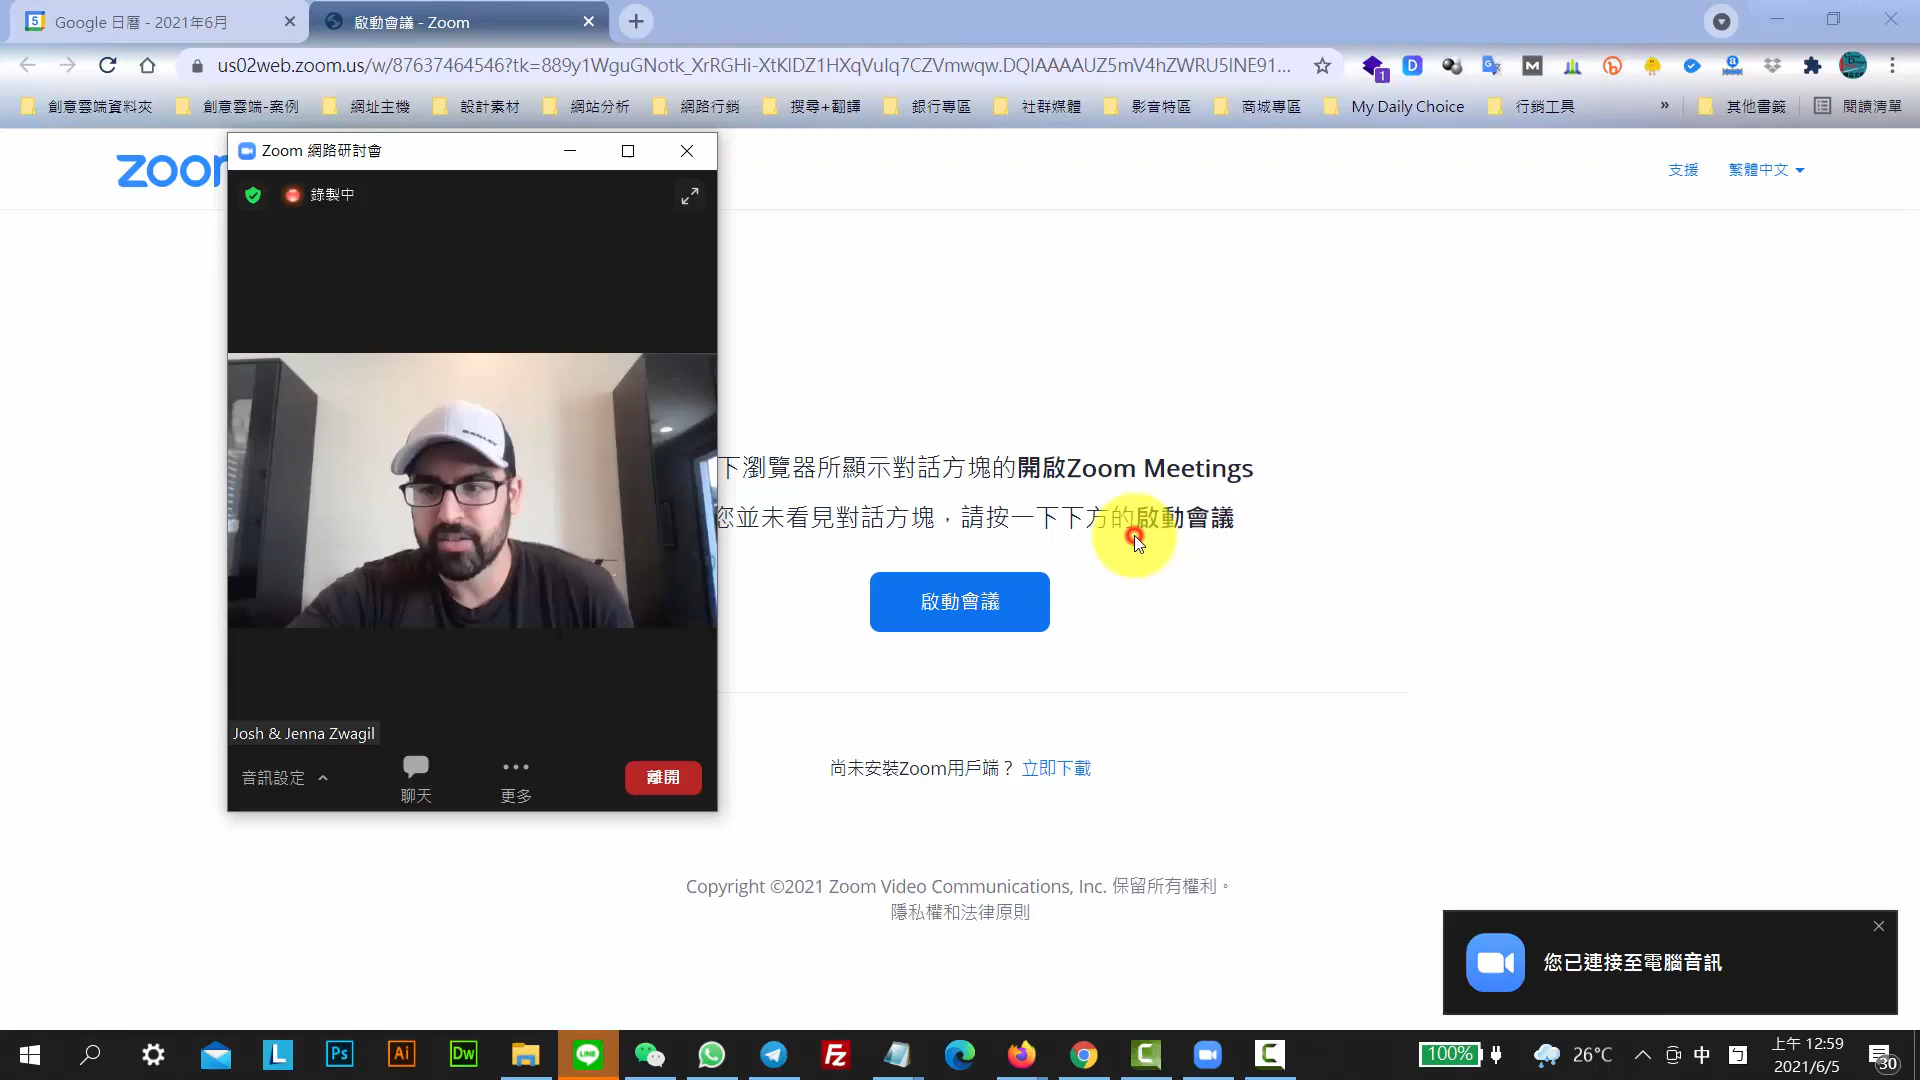 Google 日曆 - 2021年6月
啟動會議 - Zoom
us02web.zoom.us/w/87637464546?tk=889y1WguGNotk_XrRGHi-XtKlDZ1HXqVulq7CZVmwqw.DQIAAAAUZ5mV4hZWRU5lNE91...
創意雲端資料夾
創意雲端-案例
網址主機
設計素材
網站分析
網路行銷
搜尋+翻譯
銀行專區
社群媒體
影音特區
商城專區
My Daily Choice
行銷工具
»
其他書籤
閱讀清單
Zoom 網路研討會
zoom
支援
繁體中文
錄製中
下瀏覽器所顯示對話方塊的開啟Zoom Meetings
您並未看見對話方塊，請按一下下方的啟動會議
啟動會議
Josh & Jenna Zwagil
音訊設定
聊天
更多
離開
尚未安裝Zoom用戶端？ 立即下載
Copyright ©2021 Zoom Video Communications, Inc. 保留所有權利。
隱私權和法律原則
您已連接至電腦音訊
100%
26°C
中
上午 12:59
2021/6/5
30